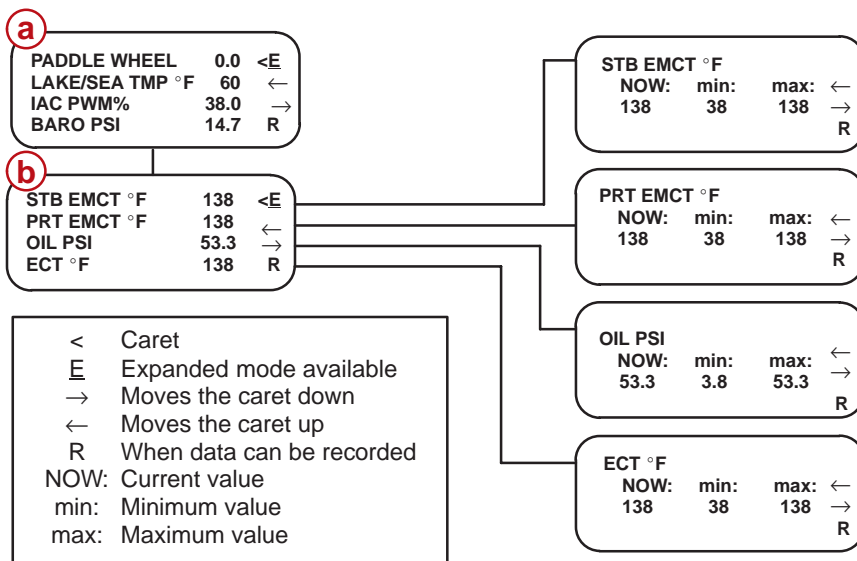 a
PADDLE WHEEL 0.0 <E
LAKE/SEA TMP °F 60 ←
IAC PWM% 38.0 →
BARO PSI 14.7 R
b
STB EMCT °F 138 <E
PRT EMCT °F 138 ←
OIL PSI 53.3 →
ECT °F 138 R
STB EMCT °F
NOW: min: max: ←
138 38 138 →
R
PRT EMCT °F
NOW: min: max: ←
138 38 138 →
R
OIL PSI
NOW: min: max: ←
53.3 3.8 53.3 →
R
ECT °F
NOW: min: max: ←
138 38 138 →
R
< Caret
E Expanded mode available
→ Moves the caret down
← Moves the caret up
R When data can be recorded
NOW: Current value
min: Minimum value
max: Maximum value